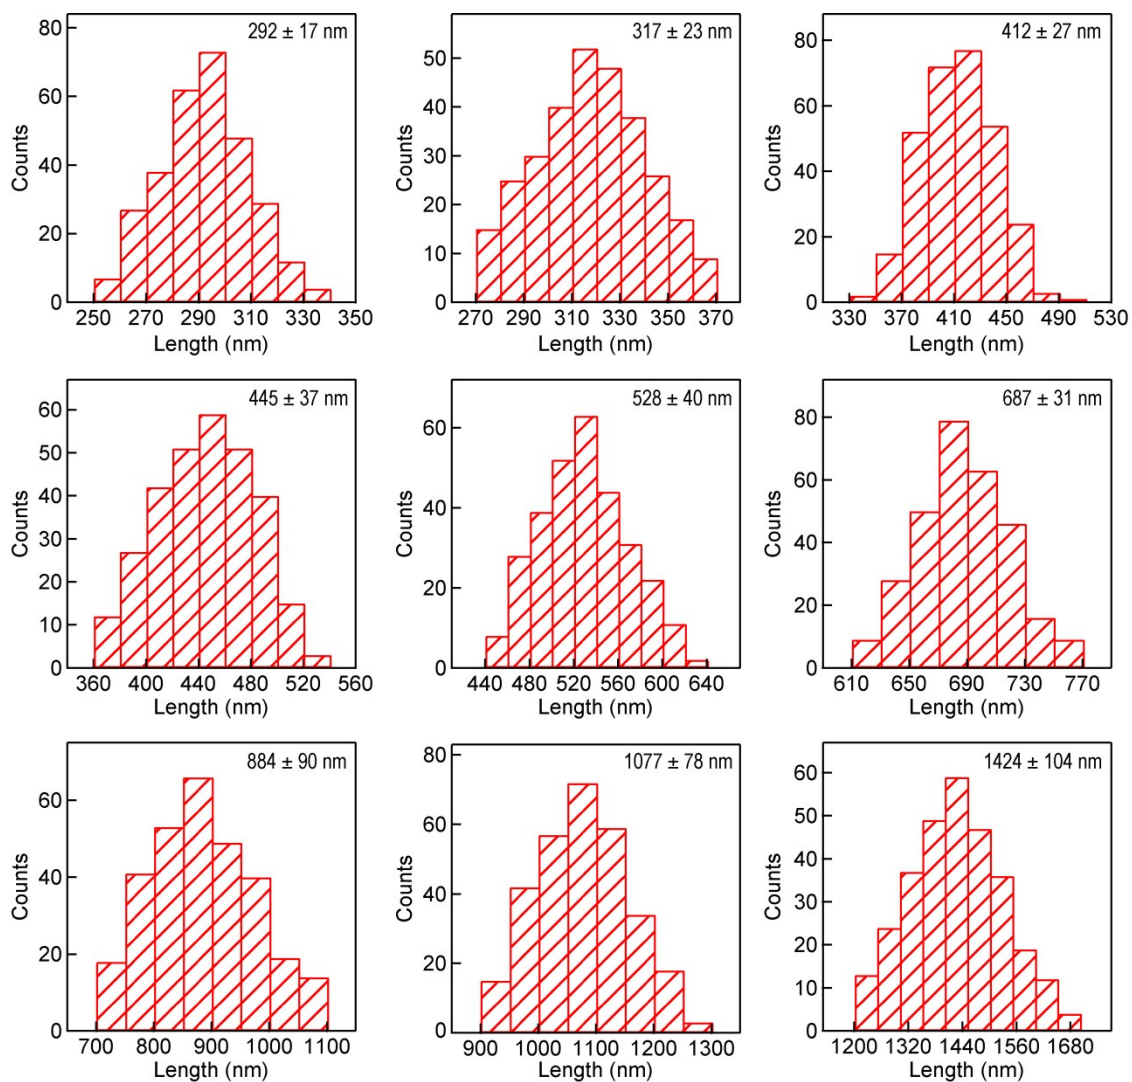 292 ± 17 nm
80
60
40
20
0
Counts
250 270 290 310 330 350
Length (nm)
317 ± 23 nm
50
40
30
20
10
0
Counts
270 290 310 330 350 370
Length (nm)
412 ± 27 nm
80
60
40
20
0
Counts
330 370 410 450 490 530
Length (nm)
445 ± 37 nm
60
50
40
30
20
10
0
Counts
360 400 440 480 520 560
Length (nm)
528 ± 40 nm
60
40
20
0
Counts
440 480 520 560 600 640
Length (nm)
687 ± 31 nm
80
60
40
20
0
Counts
610 650 690 730 770
Length (nm)
884 ± 90 nm
60
40
20
0
Counts
700 800 900 1000 1100
Length (nm)
1077 ± 78 nm
80
60
40
20
0
Counts
900 1000 1100 1200 1300
Length (nm)
1424 ± 104 nm
60
50
40
30
20
10
0
Counts
1200 1320 1440 1560 1680
Length (nm)